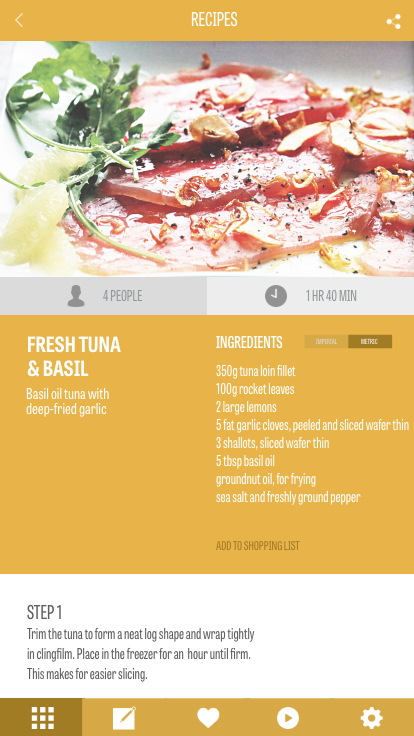 RECIPES
4 PEOPLE
1 HR 40 MIN
FRESH TUNA
& BASIL
Basil oil tuna with
deep-fried garlic
INGREDIENTS
IMPERIAL
METRIC
350g tuna loin fillet
100g rocket leaves
2 large lemons
5 fat garlic cloves, peeled and sliced wafer thin
3 shallots, sliced wafer thin
5 tbsp basil oil
groundnut oil, for frying
sea salt and freshly ground pepper
ADD TO SHOPPING LIST
STEP 1
Trim the tuna to form a neat log shape and wrap tightly
in clingfilm. Place in the freezer for an hour until firm.
This makes for easier slicing.